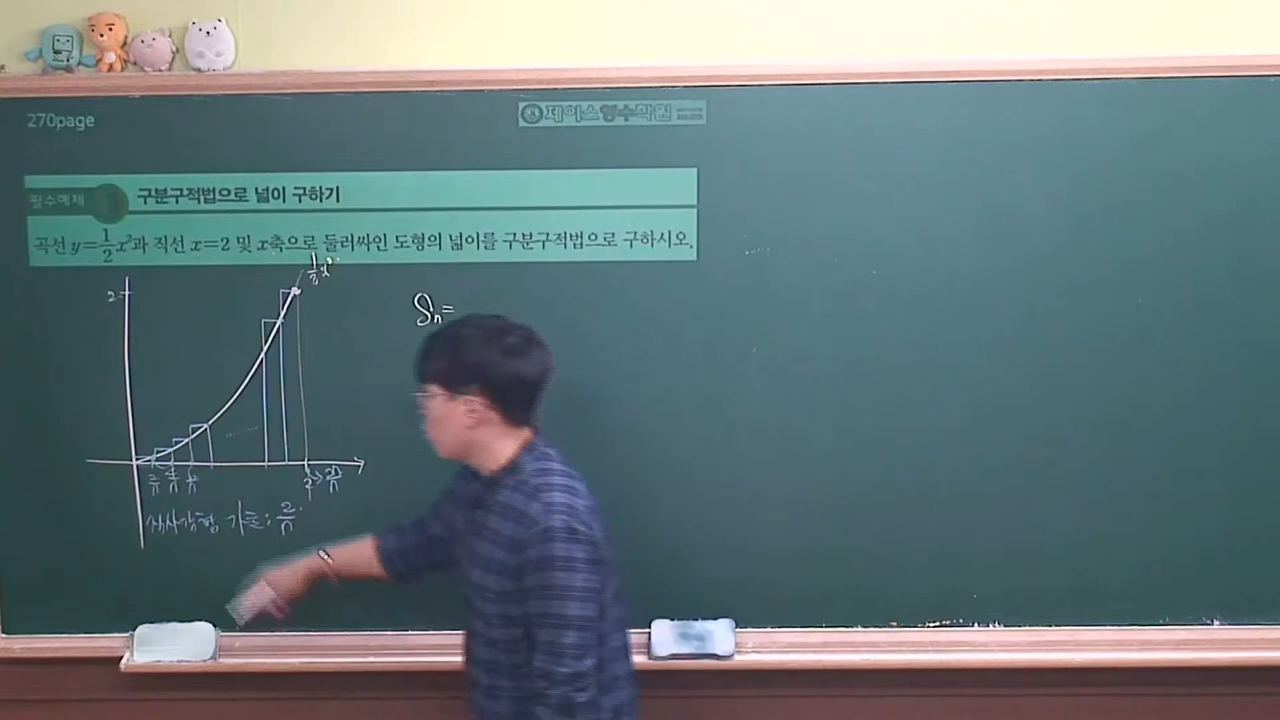 270page
제이스영수학원
필수예제
구분구적법으로 넓이 구하기
곡선 y=1/2x³과 직선 x=2 및 x축으로 둘러싸인 도형의 넓이를 구분구적법으로 구하시오.
1/2x³
2
Sn=
2/n 4/n 6/n 2 → 2n/n
직사각형 가로: 2/n